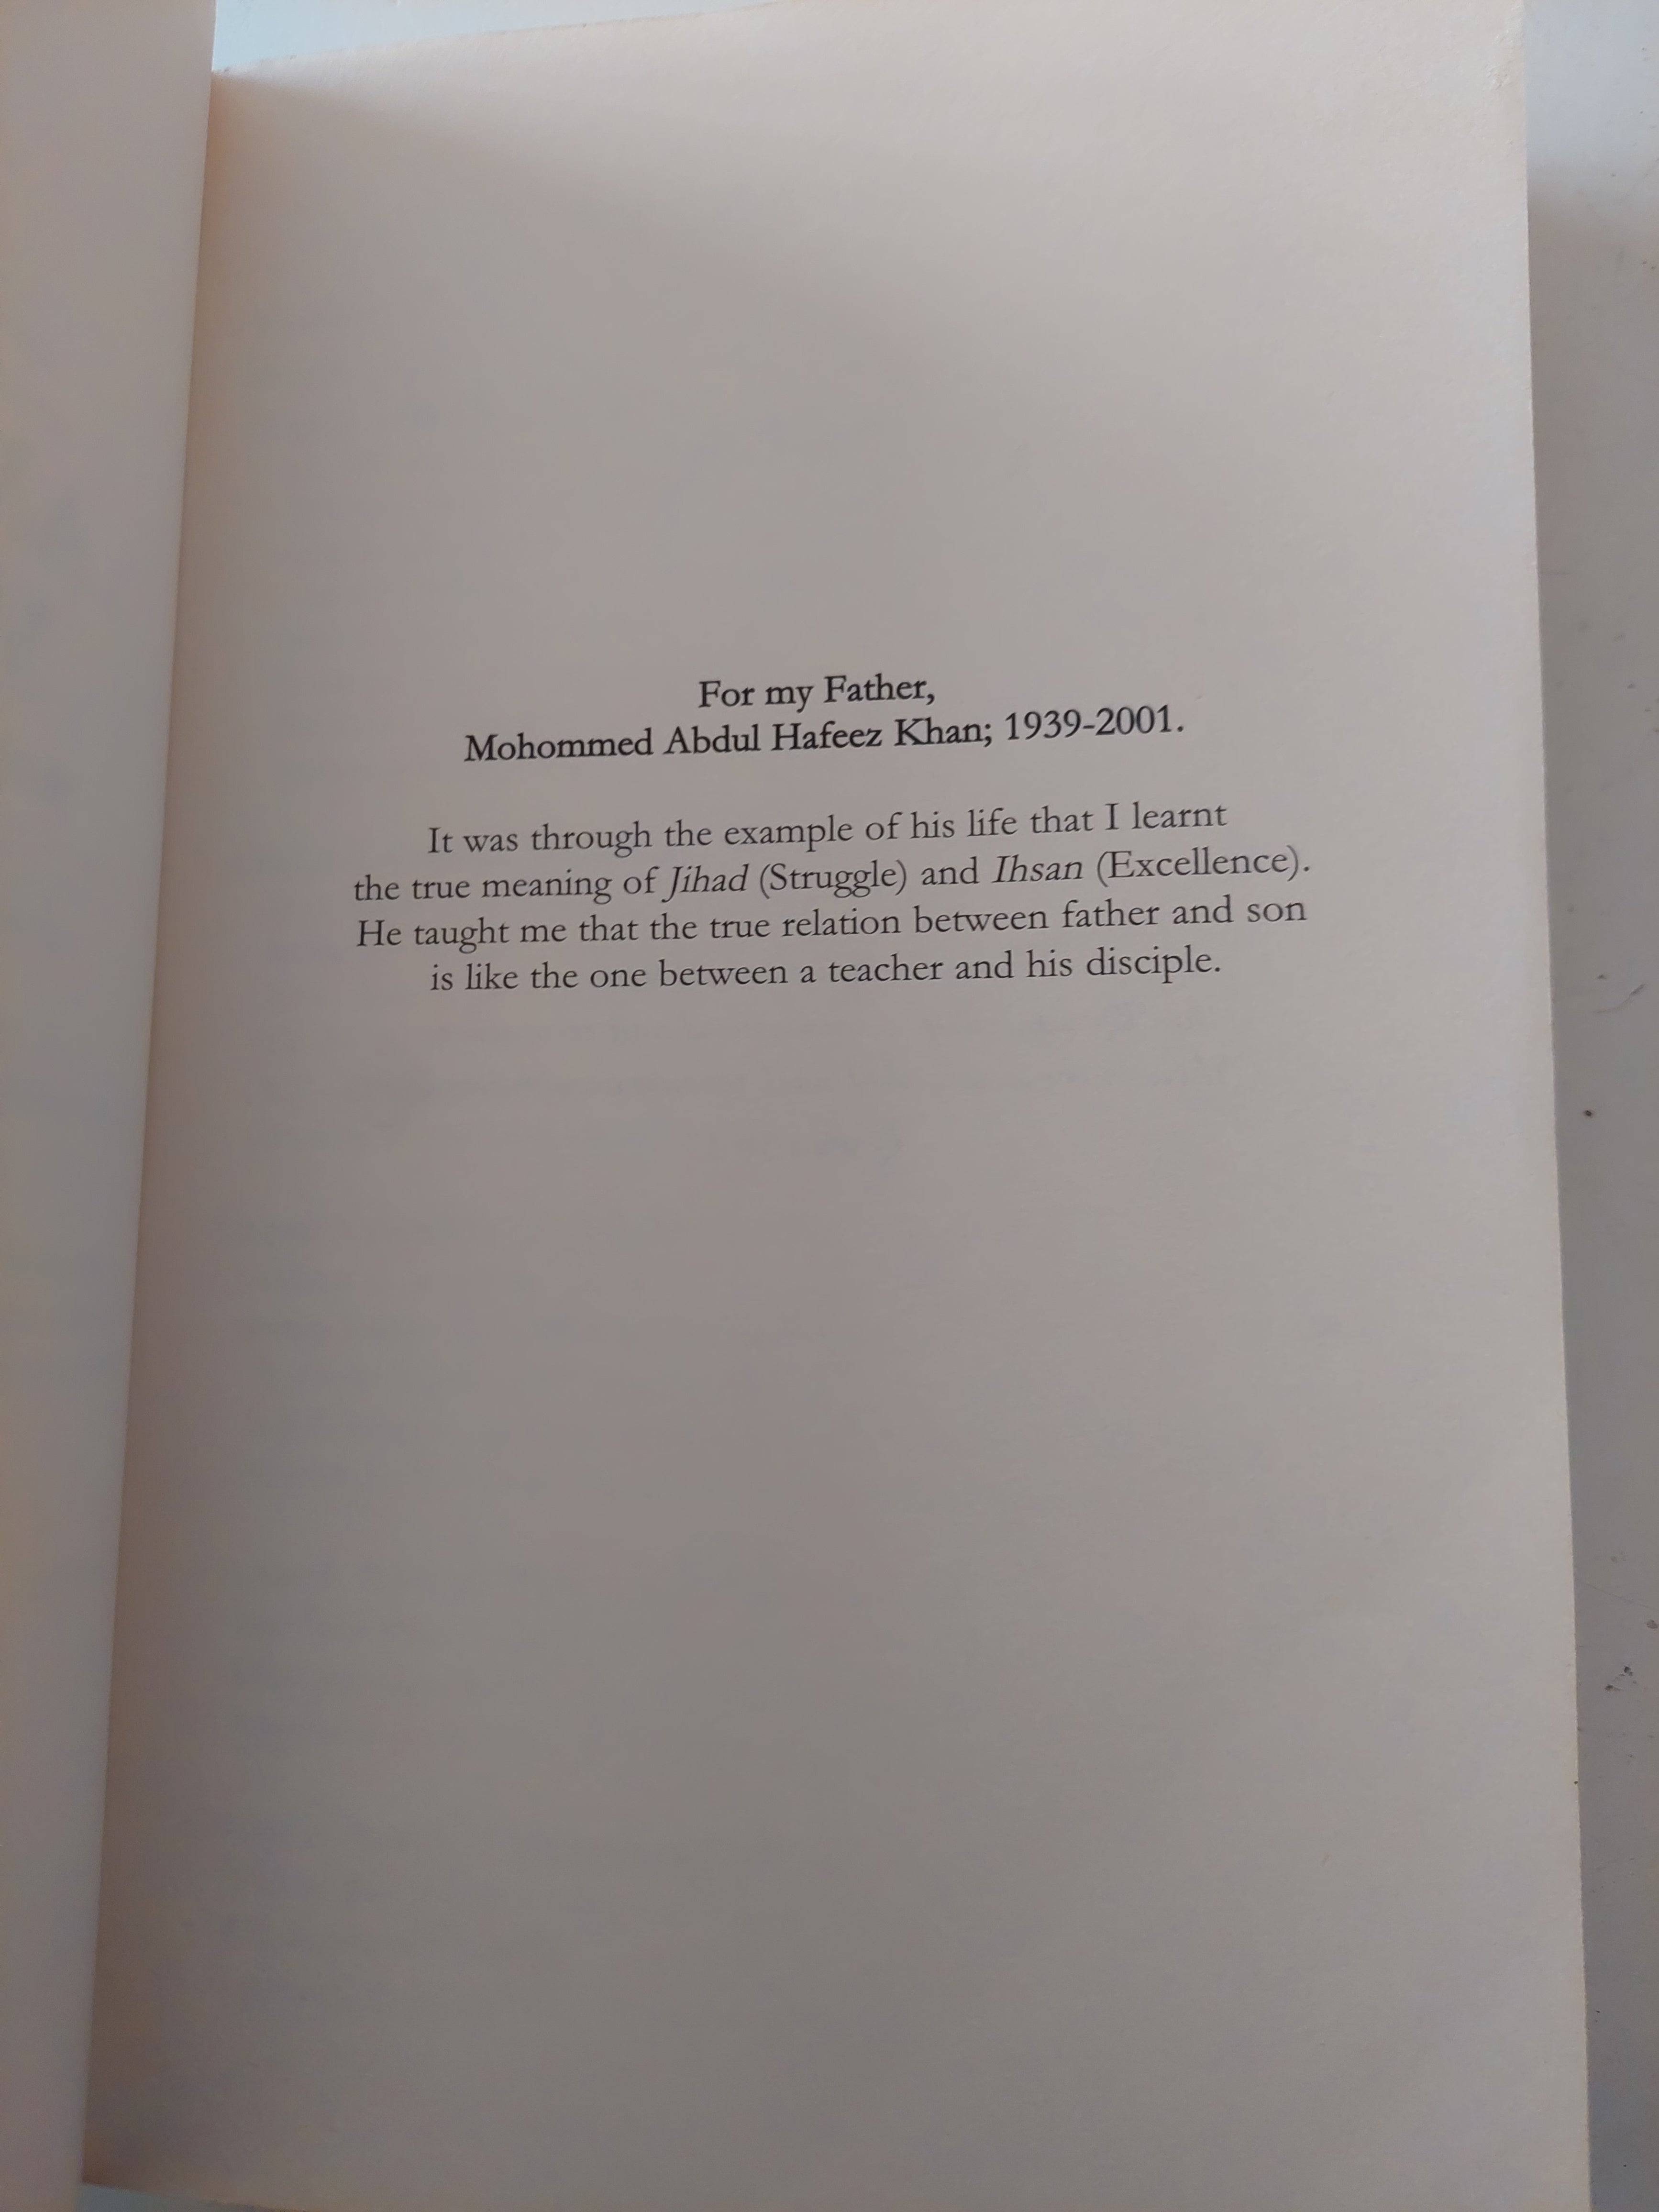 For my Father,
Mohommed Abdul Hafeez Khan; 1939-2001.
It was through the example of his life that I learnt
the true meaning of Jihad (Struggle) and Ihsan (Excellence).
He taught me that the true relation between father and son
is like the one between a teacher and his disciple.